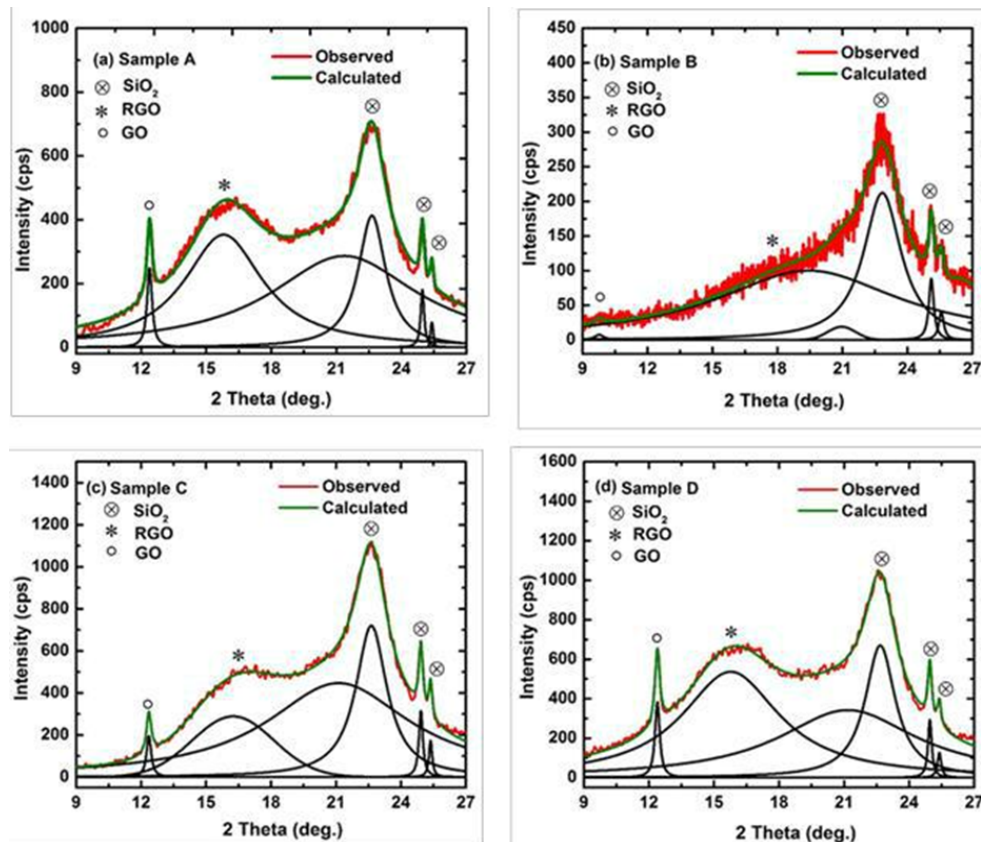 (a) Sample A
Observed
Calculated
⊗ SiO₂
* RGO
○ GO
⊗
*
○
⊗
⊗
1000
800
600
400
200
0
Intensity (cps)
9 12 15 18 21 24 27
2 Theta (deg.)
(b) Sample B
Observed
Calculated
⊗ SiO₂
* RGO
○ GO
⊗
*
○
⊗
⊗
450
400
350
300
250
200
150
100
50
0
Intensity (cps)
9 12 15 18 21 24 27
2 Theta (deg.)
(c) Sample C
Observed
Calculated
⊗ SiO₂
* RGO
○ GO
⊗
*
○
⊗
⊗
1400
1200
1000
800
600
400
200
0
Intensity (cps)
9 12 15 18 21 24 27
2 Theta (deg.)
(d) Sample D
Observed
Calculated
⊗ SiO₂
* RGO
○ GO
⊗
*
○
⊗
⊗
1600
1400
1200
1000
800
600
400
200
0
Intensity (cps)
9 12 15 18 21 24 27
2 Theta (deg.)